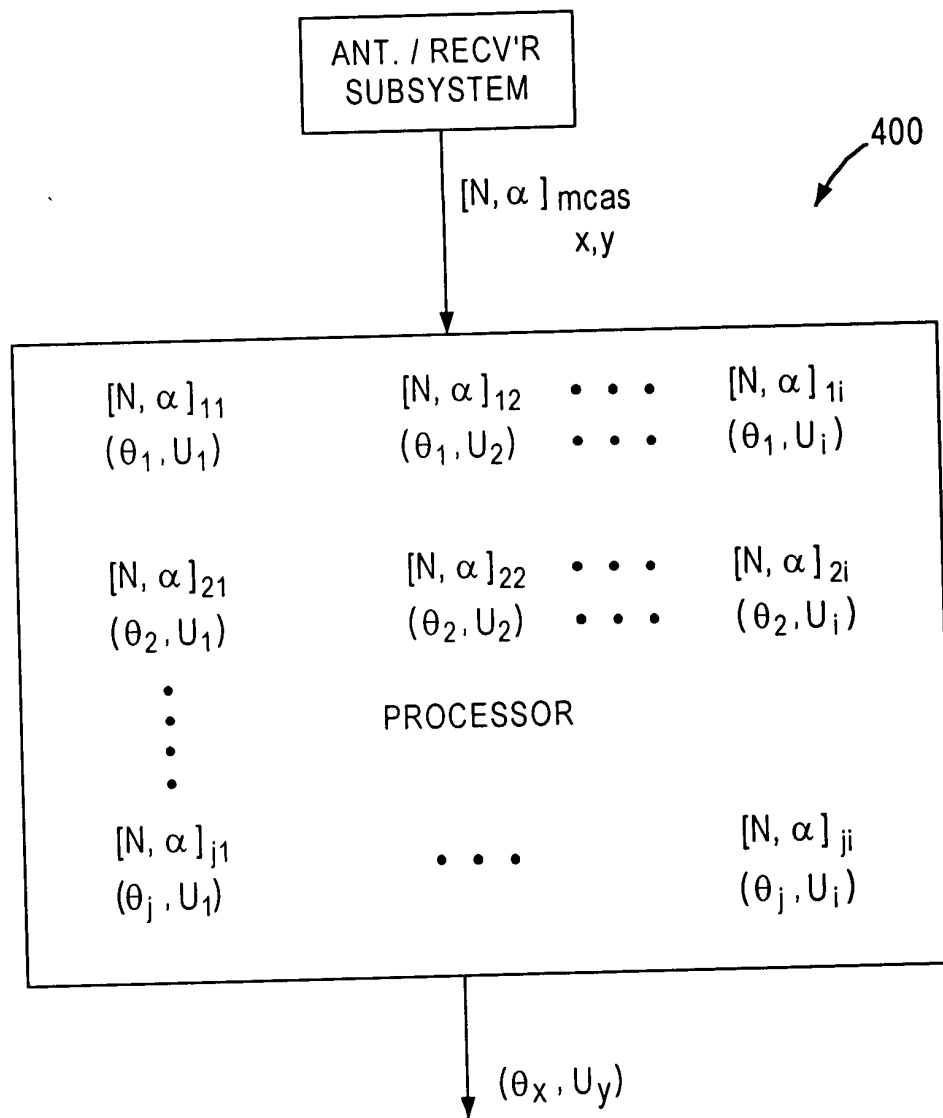 ANT. / RECV'R
SUBSYSTEM
400
[N, α] mcas
x,y
[N, α]11 [N, α]12 • • • [N, α]1i
(θ1, U1) (θ1, U2) • • • (θ1, Ui)
[N, α]21 [N, α]22 • • • [N, α]2i
(θ2, U1) (θ2, U2) • • • (θ2, Ui)
PROCESSOR
[N, α]j1 • • • [N, α]ji
(θj, U1) (θj, Ui)
(θx, Uy)